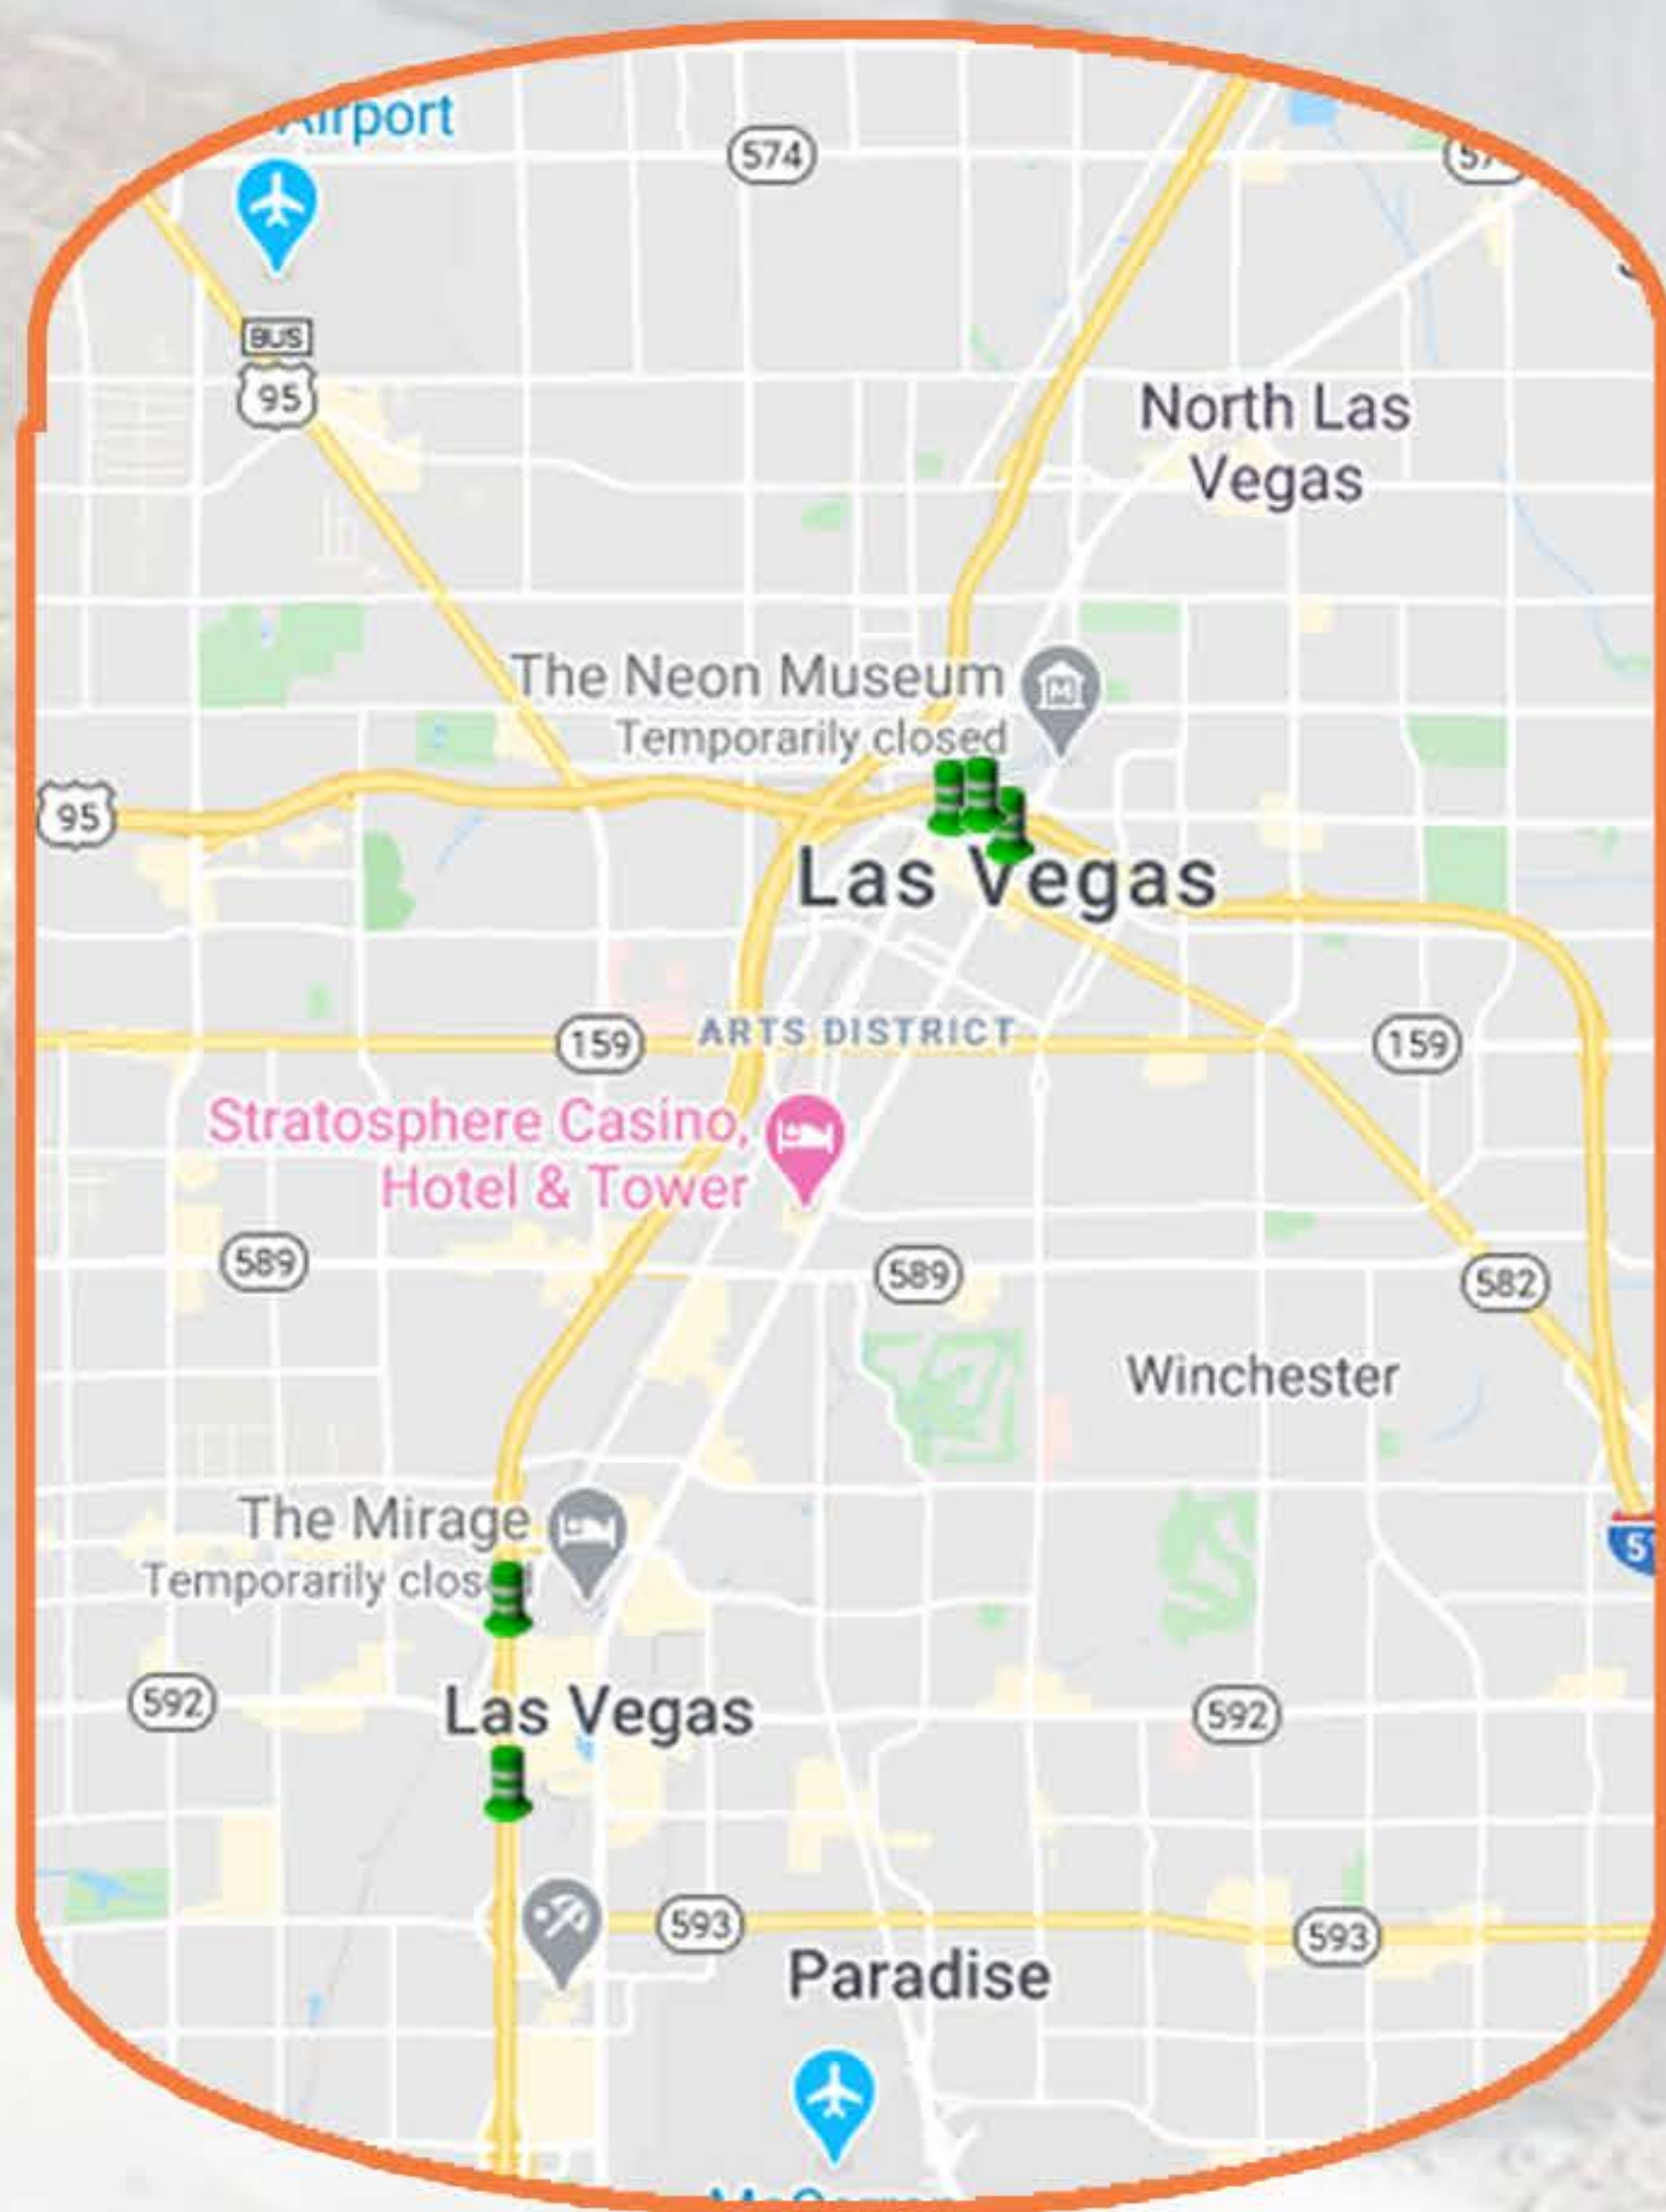 Airport
574
BUS
95
North Las
Vegas
The Neon Museum
Temporarily closed
95
Las Vegas
159
ARTS DISTRICT
159
Stratosphere Casino,
Hotel & Tower
589
589
582
Winchester
The Mirage
Temporarily closed
592
Las Vegas
592
593
593
Paradise